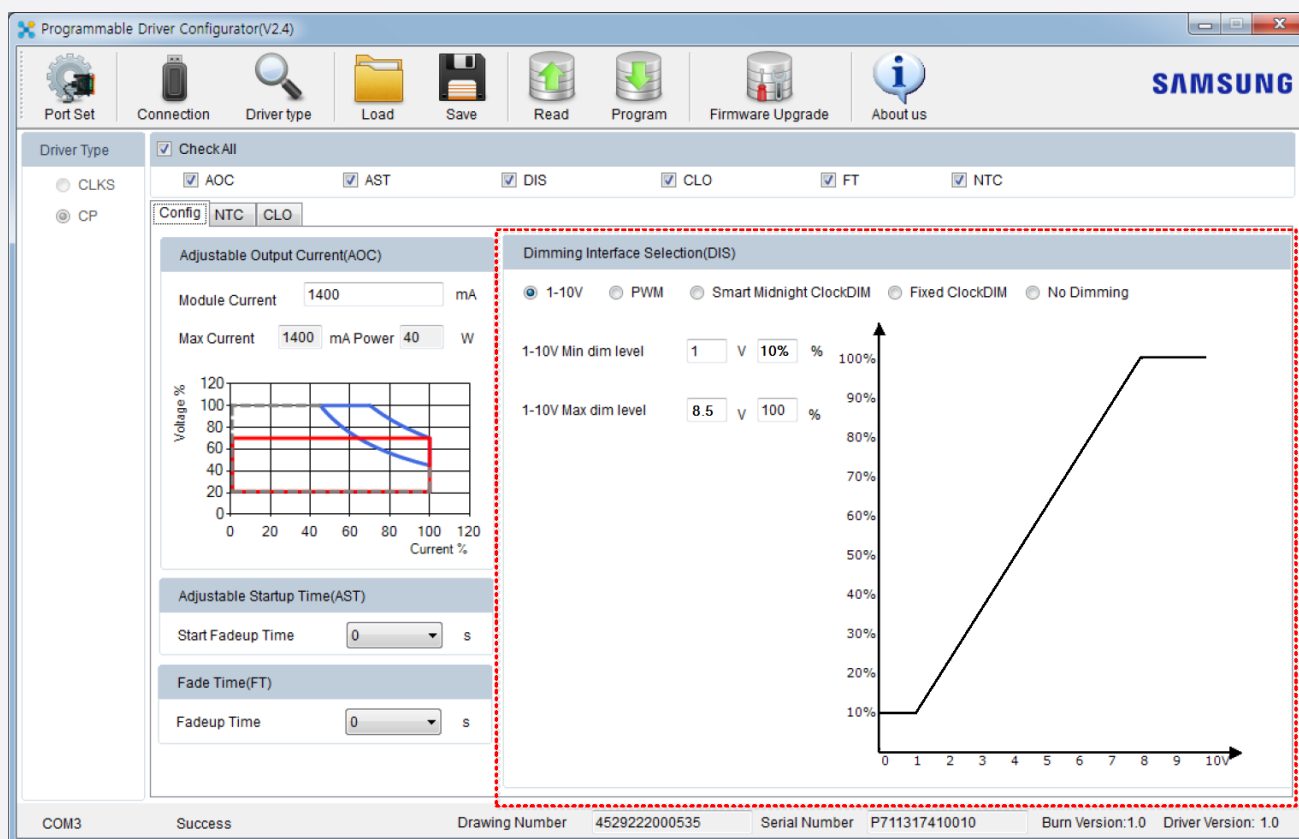 Programmable Driver Configurator(V2.4)
Port Set Connection Driver type Load Save Read Program Firmware Upgrade About us
SAMSUNG
Driver Type
CLKS
CP
Check All
AOC AST DIS CLO FT NTC
Config NTC CLO
Adjustable Output Current(AOC)
Module Current 1400 mA
Max Current 1400 mA Power 40 W
Voltage %
120
100
80
60
40
20
0
0 20 40 60 80 100 120
Current %
Adjustable Startup Time(AST)
Start Fadeup Time 0 s
Fade Time(FT)
Fadeup Time 0 s
Dimming Interface Selection(DIS)
1-10V PWM Smart Midnight ClockDIM Fixed ClockDIM No Dimming
1-10V Min dim level 1 V 10% %
1-10V Max dim level 8.5 V 100 %
100%
90%
80%
70%
60%
50%
40%
30%
20%
10%
0 1 2 3 4 5 6 7 8 9 10V
COM3 Success Drawing Number 4529222000535 Serial Number P711317410010 Burn Version:1.0 Driver Version: 1.0